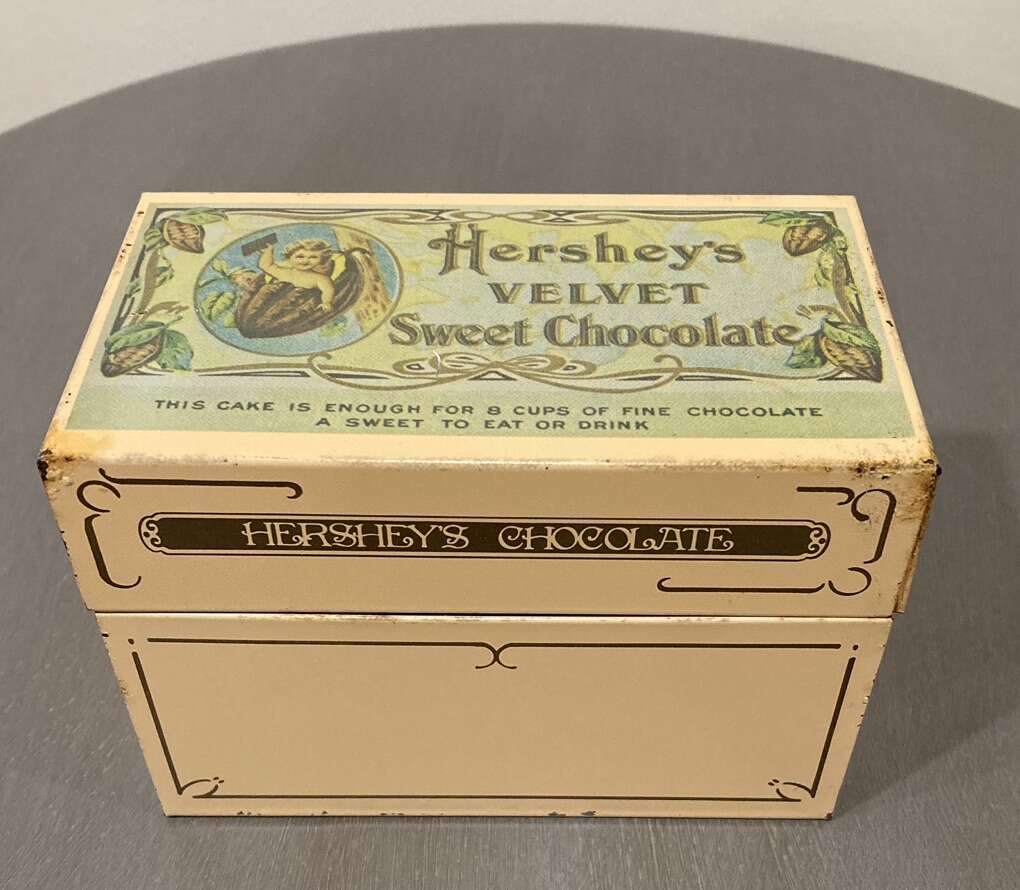 Hershey's
VELVET
Sweet Chocolate
THIS CAKE IS ENOUGH FOR 8 CUPS OF FINE CHOCOLATE
A SWEET TO EAT OR DRINK
HERSHEY'S CHOCOLATE